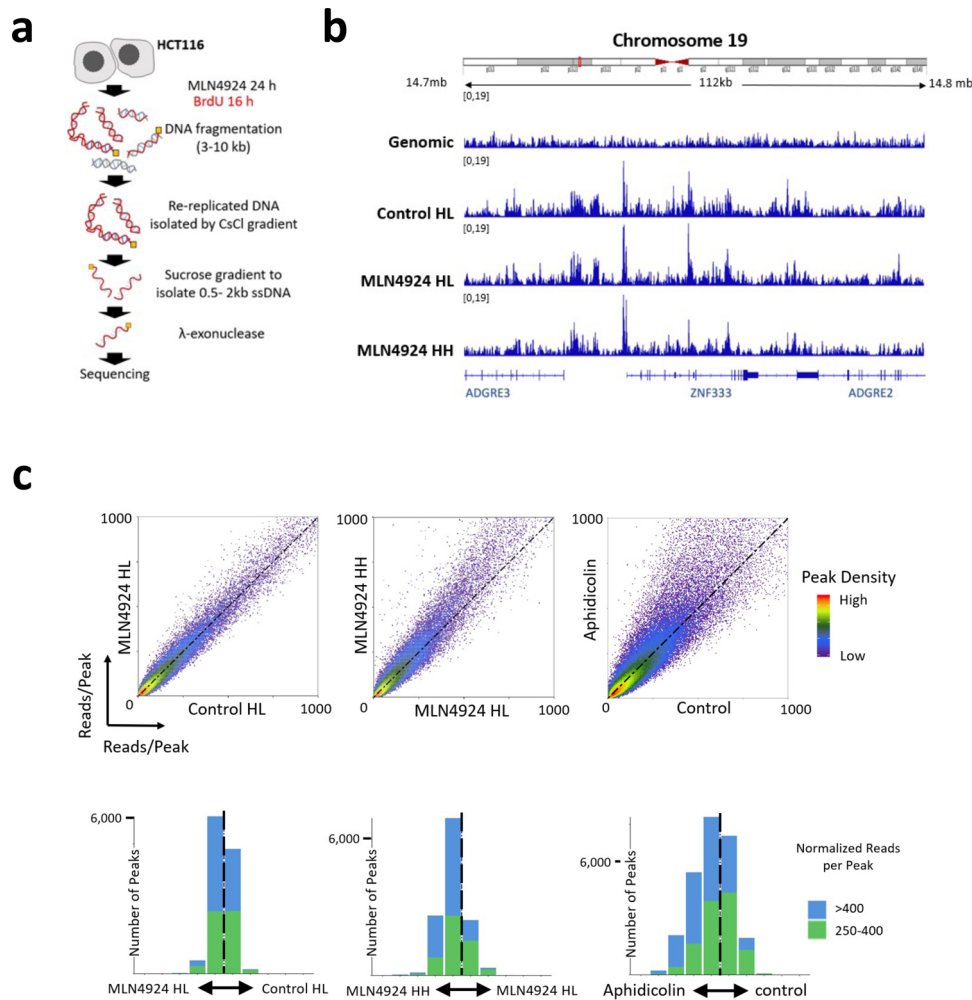 a
HCT116
MLN4924 24 h
BrdU 16 h
DNA fragmentation
(3-10 kb)
Re-replicated DNA
isolated by CsCl gradient
Sucrose gradient to
isolate 0.5- 2kb ssDNA
λ-exonuclease
Sequencing
b
Chromosome 19
14.7mb
112kb
14.8 mb
[0,19]
Genomic
[0,19]
Control HL
[0,19]
MLN4924 HL
[0,19]
MLN4924 HH
ADGRE3
ZNF333
ADGRE2
c
1000
MLN4924 HL
0
Control HL
1000
Reads/Peak
Reads/Peak
1000
MLN4924 HH
0
MLN4924 HL
1000
1000
Aphidicolin
0
Control
1000
Peak Density
High
Low
6,000
Number of Peaks
MLN4924 HL
Control HL
6,000
Number of Peaks
MLN4924 HH
MLN4924 HL
6,000
Number of Peaks
Aphidicolin
control
Normalized Reads
per Peak
>400
250-400